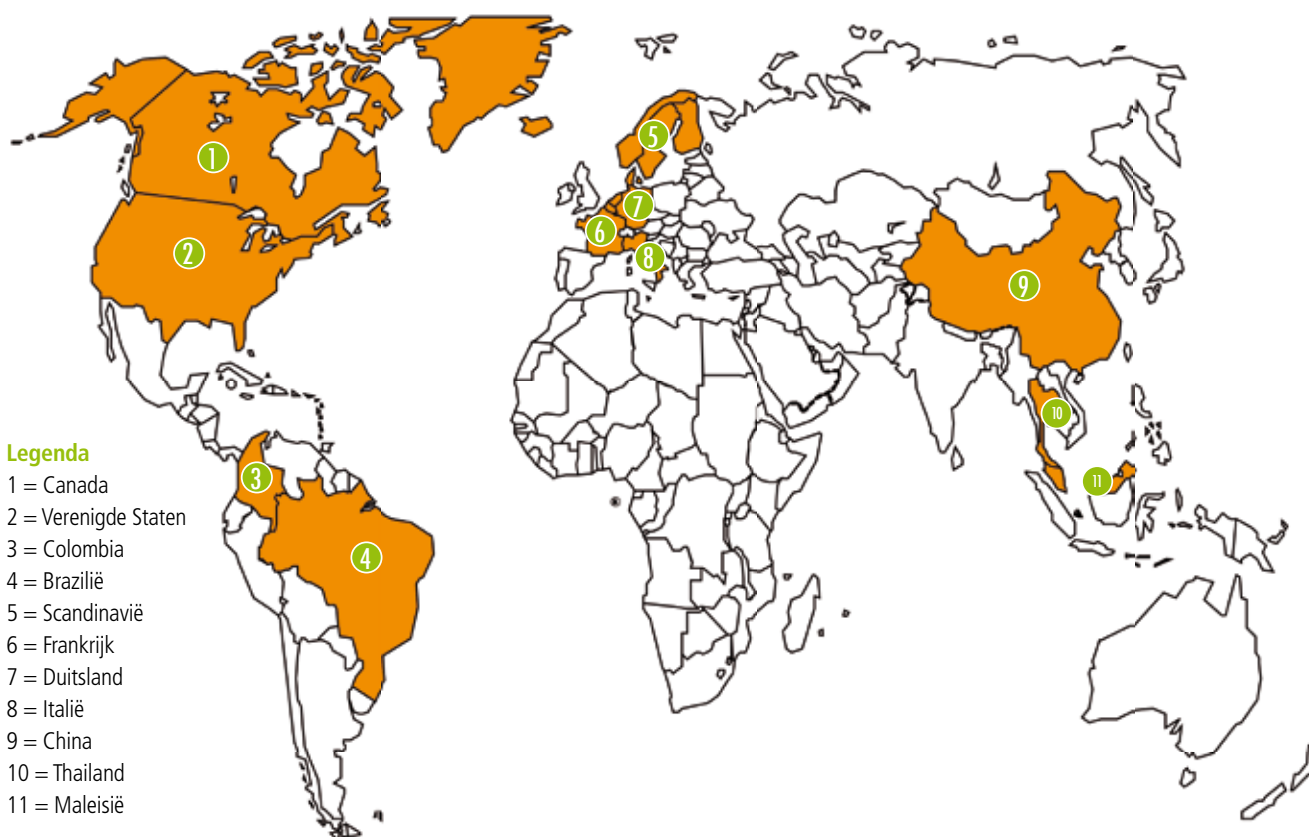 1
2
3
4
5
6
7
8
9
10
11
Legenda
1 = Canada
2 = Verenigde Staten
3 = Colombia
4 = Brazilië
5 = Scandinavië
6 = Frankrijk
7 = Duitsland
8 = Italië
9 = China
10 = Thailand
11 = Maleisië